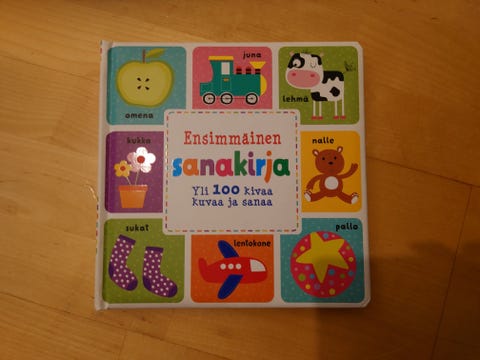 omena
juna
lehmä
kukka
Ensimmäinen
sanakirja
Yli 100 kivaa
kuvaa ja sanaa
nalle
sukat
lentokone
pallo